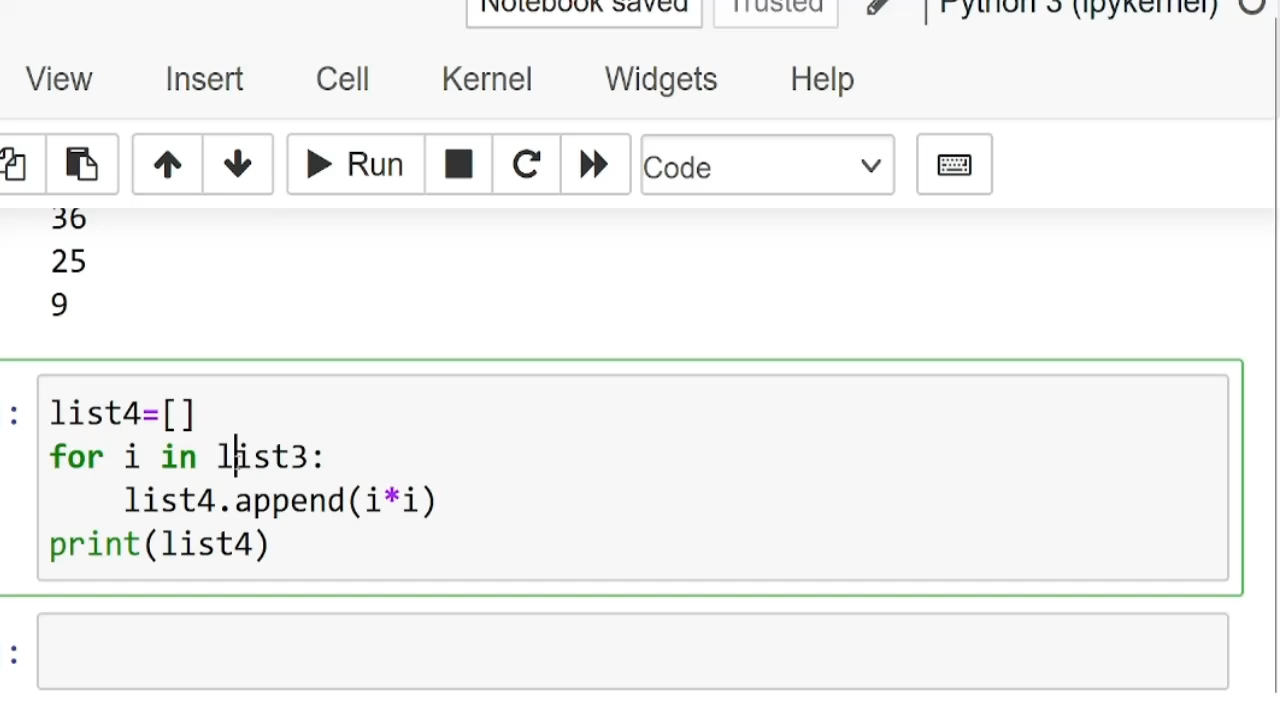 Notebook saved Trusted Python 3 (ipykernel)
View Insert Cell Kernel Widgets Help
Run Code
36
25
9
: list4=[]
for i in list3:
    list4.append(i*i)
print(list4)
: